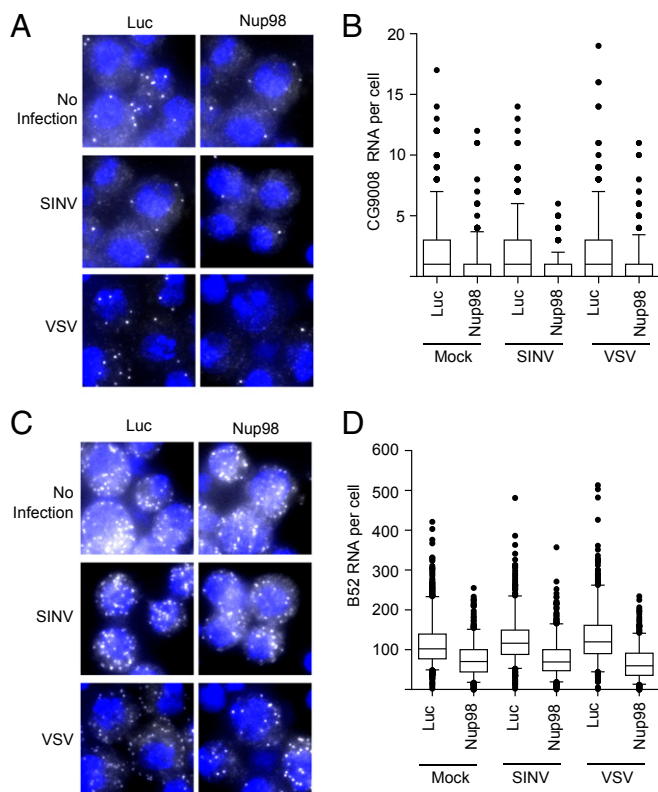 A
Luc Nup98
No
Infection
SINV
VSV
B
CG9008 RNA per cell
20
15
10
5
Luc
Nup98
Luc
Nup98
Luc
Nup98
Mock SINV VSV
C
Luc Nup98
No
Infection
SINV
VSV
D
B52 RNA per cell
600
500
400
300
200
100
Luc
Nup98
Luc
Nup98
Luc
Nup98
Mock SINV VSV